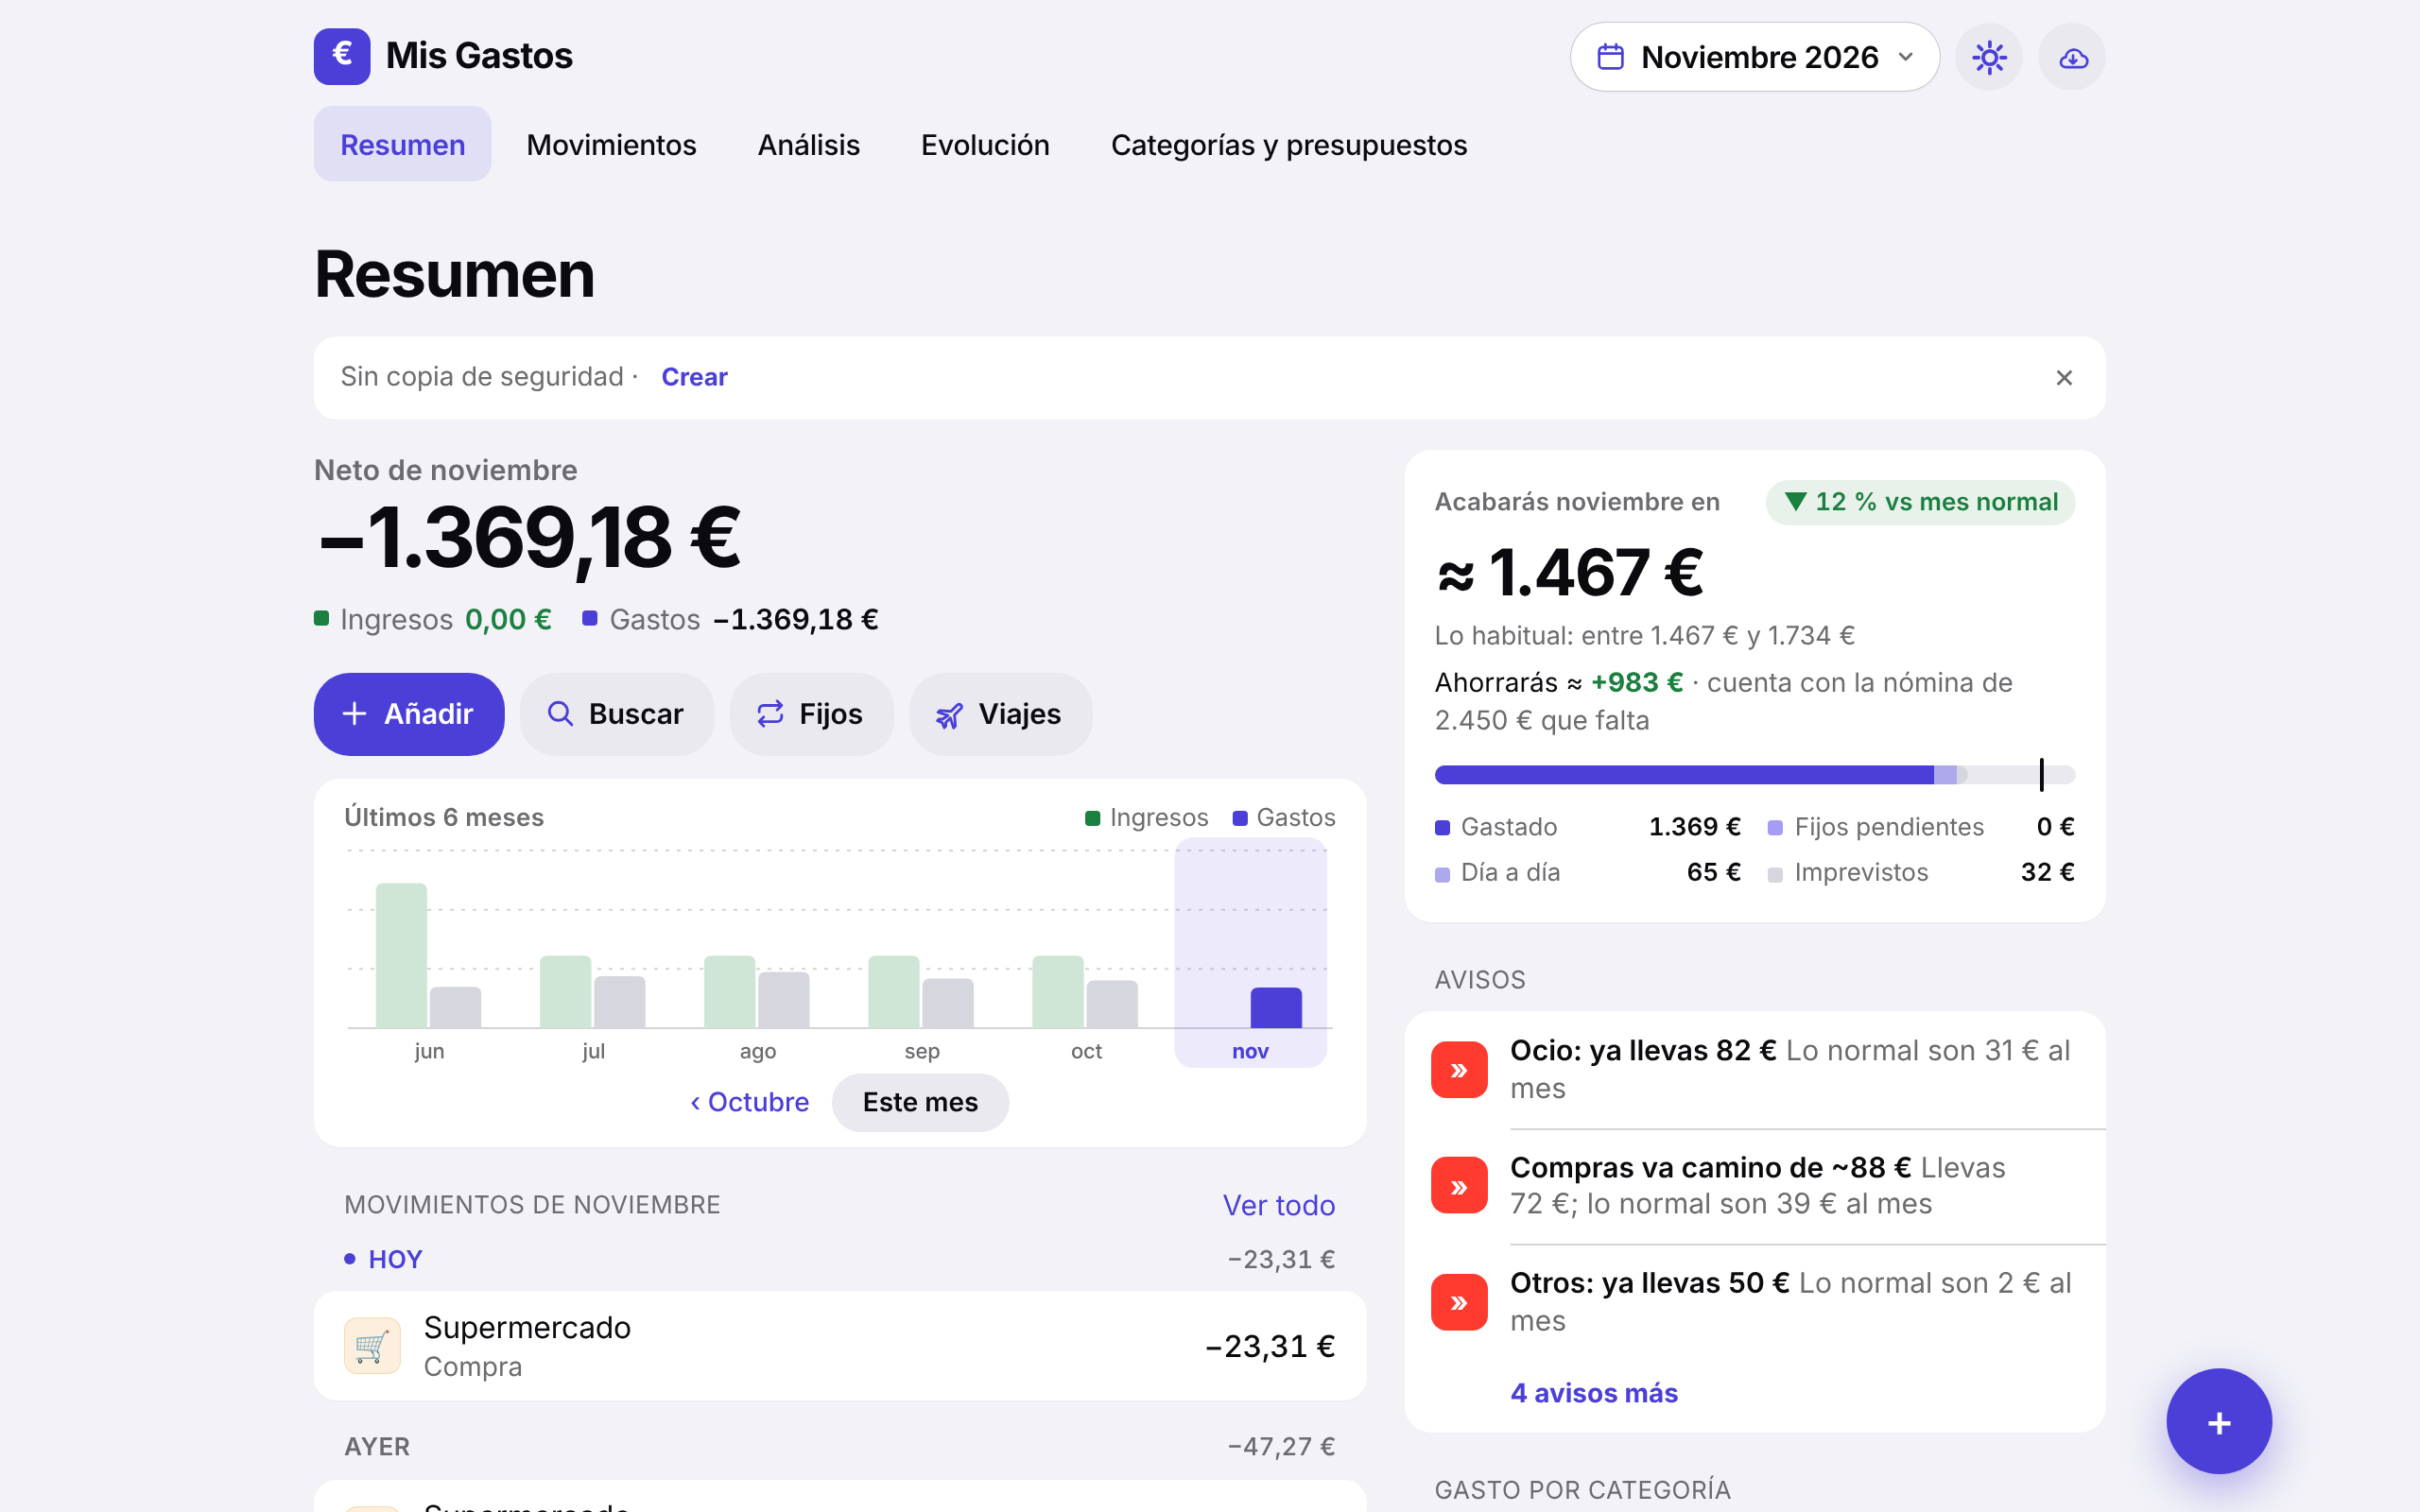 € Mis Gastos
Noviembre 2026
Resumen Movimientos Análisis Evolución Categorías y presupuestos
Resumen
Sin copia de seguridad · Crear ×
Neto de noviembre
−1.369,18 €
Ingresos 0,00 € Gastos −1.369,18 €
+ Añadir Buscar Fijos Viajes
Últimos 6 meses Ingresos Gastos
jun jul ago sep oct nov
‹ Octubre Este mes
MOVIMIENTOS DE NOVIEMBRE Ver todo
HOY −23,31 €
Supermercado
Compra
−23,31 €
AYER −47,27 €
Supermercado
Acabarás noviembre en ▼ 12 % vs mes normal
≈ 1.467 €
Lo habitual: entre 1.467 € y 1.734 €
Ahorrarás ≈ +983 € · cuenta con la nómina de
2.450 € que falta
Gastado 1.369 € Fijos pendientes 0 €
Día a día 65 € Imprevistos 32 €
AVISOS
» Ocio: ya llevas 82 € Lo normal son 31 € al
mes
» Compras va camino de ~88 € Llevas
72 €; lo normal son 39 € al mes
» Otros: ya llevas 50 € Lo normal son 2 € al
mes
4 avisos más
+
GASTO POR CATEGORÍA